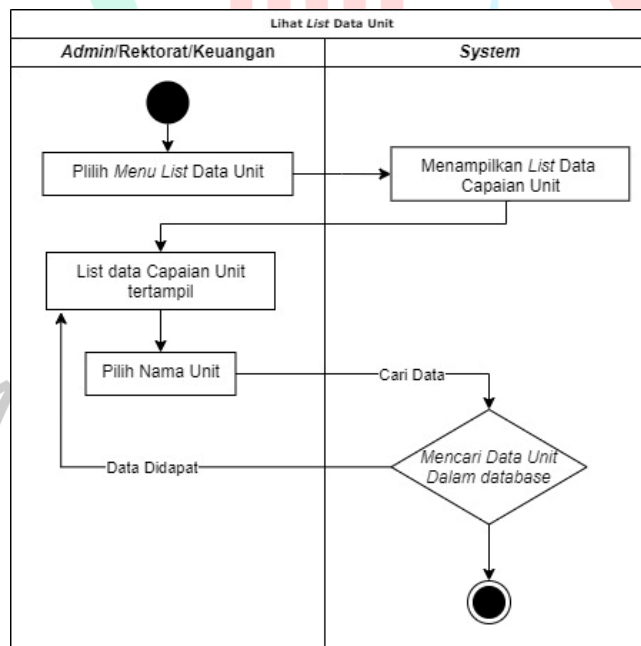 Lihat List Data Unit
Admin/Rektorat/Keuangan
System
Plilih Menu List Data Unit
Menampilkan List Data
Capaian Unit
List data Capaian Unit
tertampil
Pilih Nama Unit
Cari Data
Mencari Data Unit
Dalam database
Data Didapat